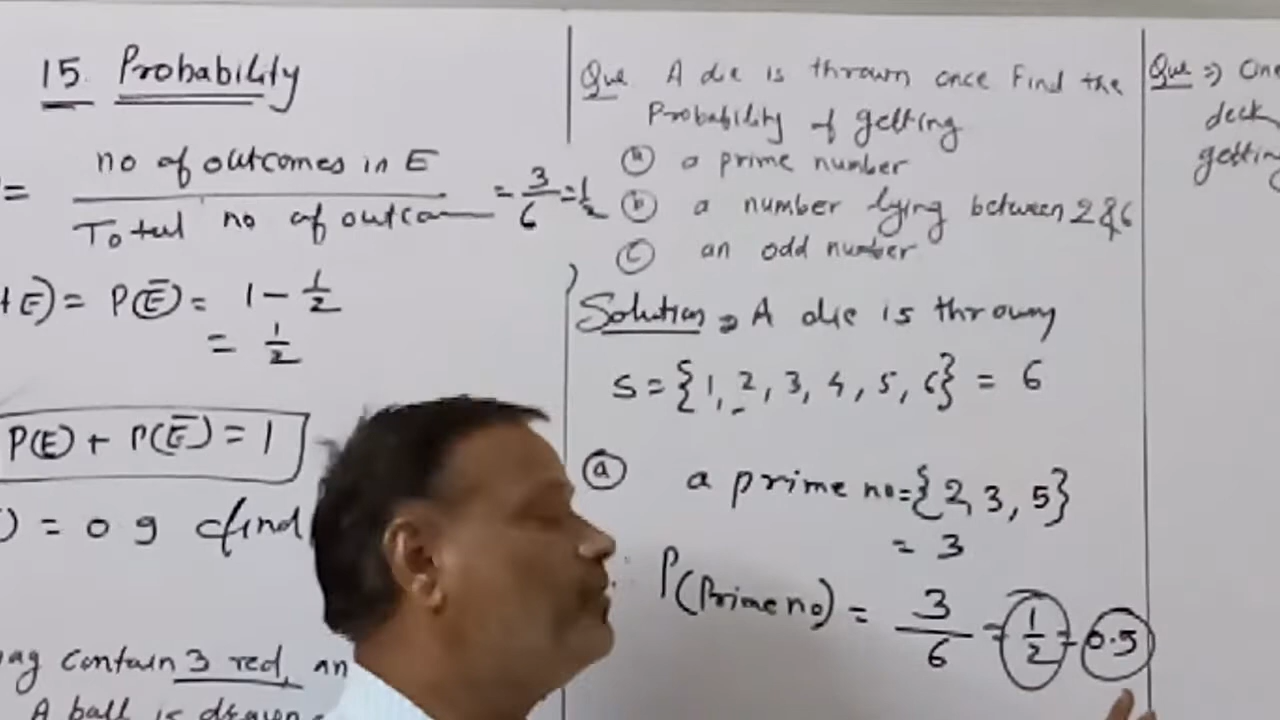 15. Probability
= no of outcomes in E / Total no of outcom = 3/6 = 1/2
E) = P(E̅) = 1 - 1/2
= 1/2
P(E) + P(E̅) = 1
) = 0 9 find
ag contain 3 red, an
A ball is drawn
Que A die is thrown once Find the
Probability of getting
(a) a prime number
(b) a number lying between 2 & 6
(c) an odd number
Solution → A die is thrown
S = {1, 2, 3, 4, 5, 6} = 6
(a) a prime no = {2, 3, 5}
= 3
P(Prime no) = 3/6 = 1/2 = 0.5
Que => One
deck
getting